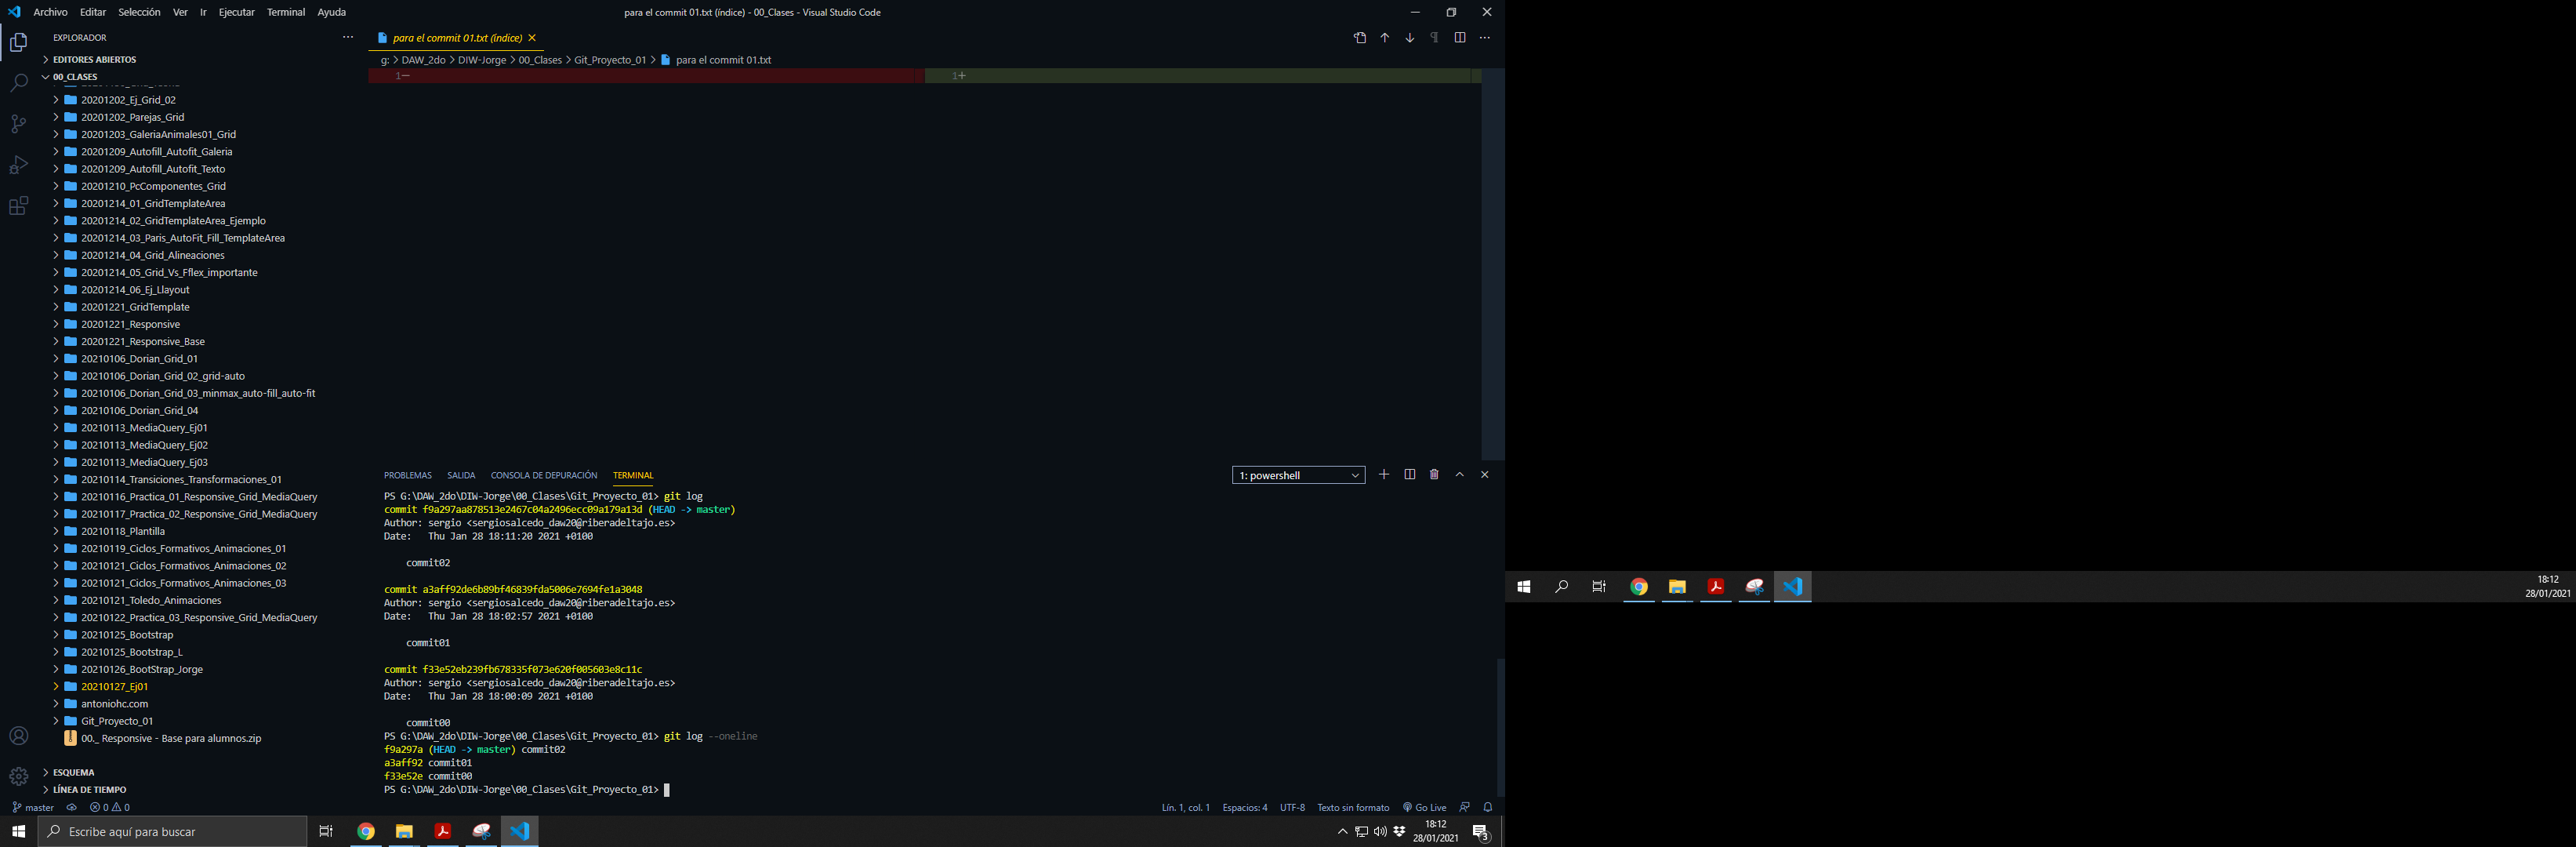 Archivo Editar Selección Ver Ir Ejecutar Terminal Ayuda
para el commit 01.txt (índice) - 00_Clases - Visual Studio Code
EXPLORADOR
EDITORES ABIERTOS
00_CLASES
20201202_Ej_Grid_02
20201202_Parejas_Grid
20201203_GaleriaAnimales01_Grid
20201209_Autofill_Autofit_Galeria
20201209_Autofill_Autofit_Texto
20201210_PcComponentes_Grid
20201214_01_GridTemplateArea
20201214_02_GridTemplateArea_Ejemplo
20201214_03_Paris_AutoFit_Fill_TemplateArea
20201214_04_Grid_Alineaciones
20201214_05_Grid_Vs_Fflex_importante
20201214_06_Ej_Llayout
20201221_GridTemplate
20201221_Responsive
20201221_Responsive_Base
20210106_Dorian_Grid_01
20210106_Dorian_Grid_02_grid-auto
20210106_Dorian_Grid_03_minmax_auto-fill_auto-fit
20210106_Dorian_Grid_04
20210113_MediaQuery_Ej01
20210113_MediaQuery_Ej02
20210113_MediaQuery_Ej03
20210114_Transiciones_Transformaciones_01
20210116_Practica_01_Responsive_Grid_MediaQuery
20210117_Practica_02_Responsive_Grid_MediaQuery
20210118_Plantilla
20210119_Ciclos_Formativos_Animaciones_01
20210121_Ciclos_Formativos_Animaciones_02
20210121_Ciclos_Formativos_Animaciones_03
20210121_Toledo_Animaciones
20210122_Practica_03_Responsive_Grid_MediaQuery
20210125_Bootstrap
20210125_Bootstrap_L
20210126_BootStrap_Jorge
20210127_Ej01
antoniohc.com
Git_Proyecto_01
00._ Responsive - Base para alumnos.zip
ESQUEMA
LÍNEA DE TIEMPO
para el commit 01.txt (índice)
g: > DAW_2do > DIW-Jorge > 00_Clases > Git_Proyecto_01 > para el commit 01.txt
1− 1+
PROBLEMAS SALIDA CONSOLA DE DEPURACIÓN TERMINAL
1: powershell
PS G:\DAW_2do\DIW-Jorge\00_Clases\Git_Proyecto_01> git log
commit f9a297aa878513e2467c04a2496ecc09a179a13d (HEAD -> master)
Author: sergio <sergiosalcedo_daw20@riberadeltajo.es>
Date: Thu Jan 28 18:11:20 2021 +0100
commit02
commit a3aff92de6b89bf46839fda5006e7694fe1a3048
Author: sergio <sergiosalcedo_daw20@riberadeltajo.es>
Date: Thu Jan 28 18:02:57 2021 +0100
commit01
commit f33e52eb239fb678335f073e620f005603e8c11c
Author: sergio <sergiosalcedo_daw20@riberadeltajo.es>
Date: Thu Jan 28 18:00:09 2021 +0100
commit00
PS G:\DAW_2do\DIW-Jorge\00_Clases\Git_Proyecto_01> git log --oneline
f9a297a (HEAD -> master) commit02
a3aff92 commit01
f33e52e commit00
PS G:\DAW_2do\DIW-Jorge\00_Clases\Git_Proyecto_01>
master 0 0
Lín. 1, col. 1 Espacios: 4 UTF-8 Texto sin formato Go Live
Escribe aquí para buscar
18:12
28/01/2021
3
18:12
28/01/2021